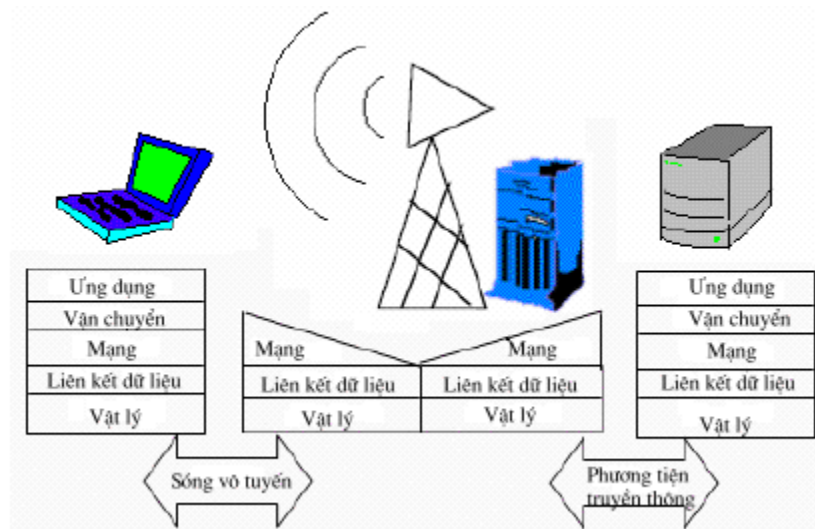 Ưng dụng
Vận chuyển
Mạng
Liên kết dữ liệu
Vật lý
Mạng
Mạng
Liên kết dữ liệu
Liên kết dữ liệu
Vật lý
Vật lý
Ưng dụng
Vận chuyển
Mạng
Liên kết dữ liệu
Vật lý
Sóng vô tuyến
Phương tiện
truyền thông